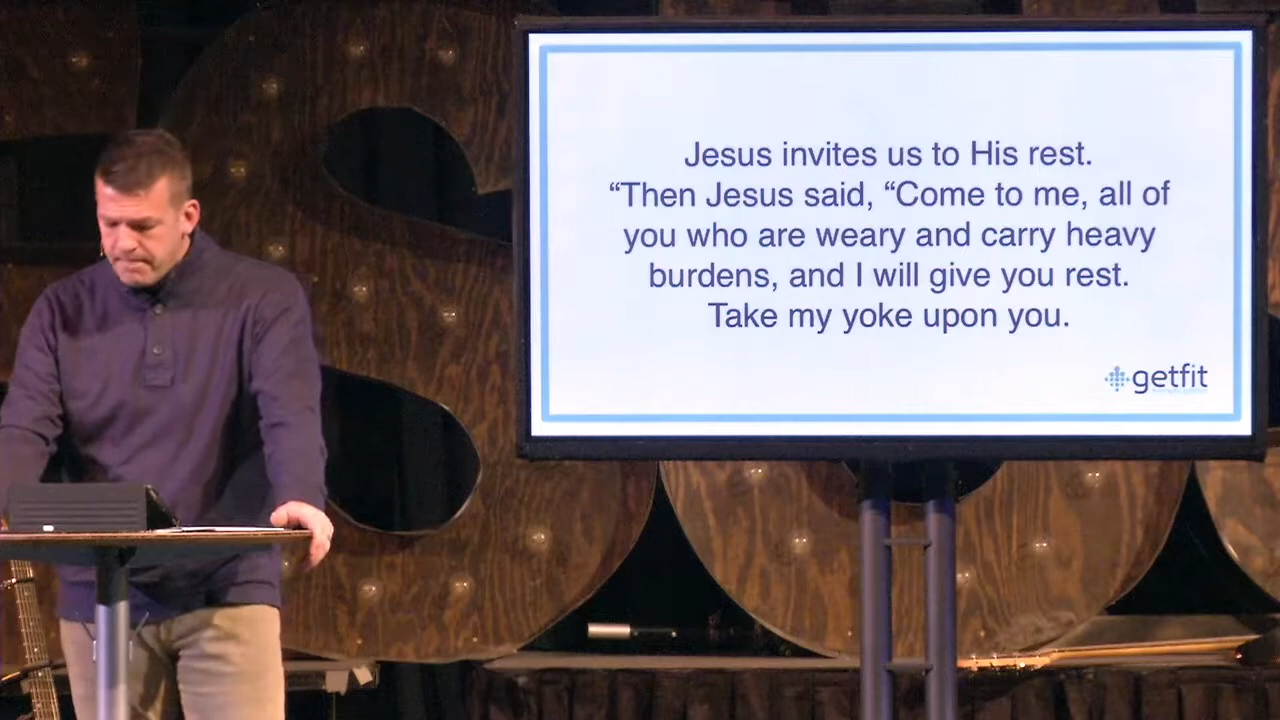 Jesus invites us to His rest.
“Then Jesus said, “Come to me, all of
you who are weary and carry heavy
burdens, and I will give you rest.
Take my yoke upon you.
getfit